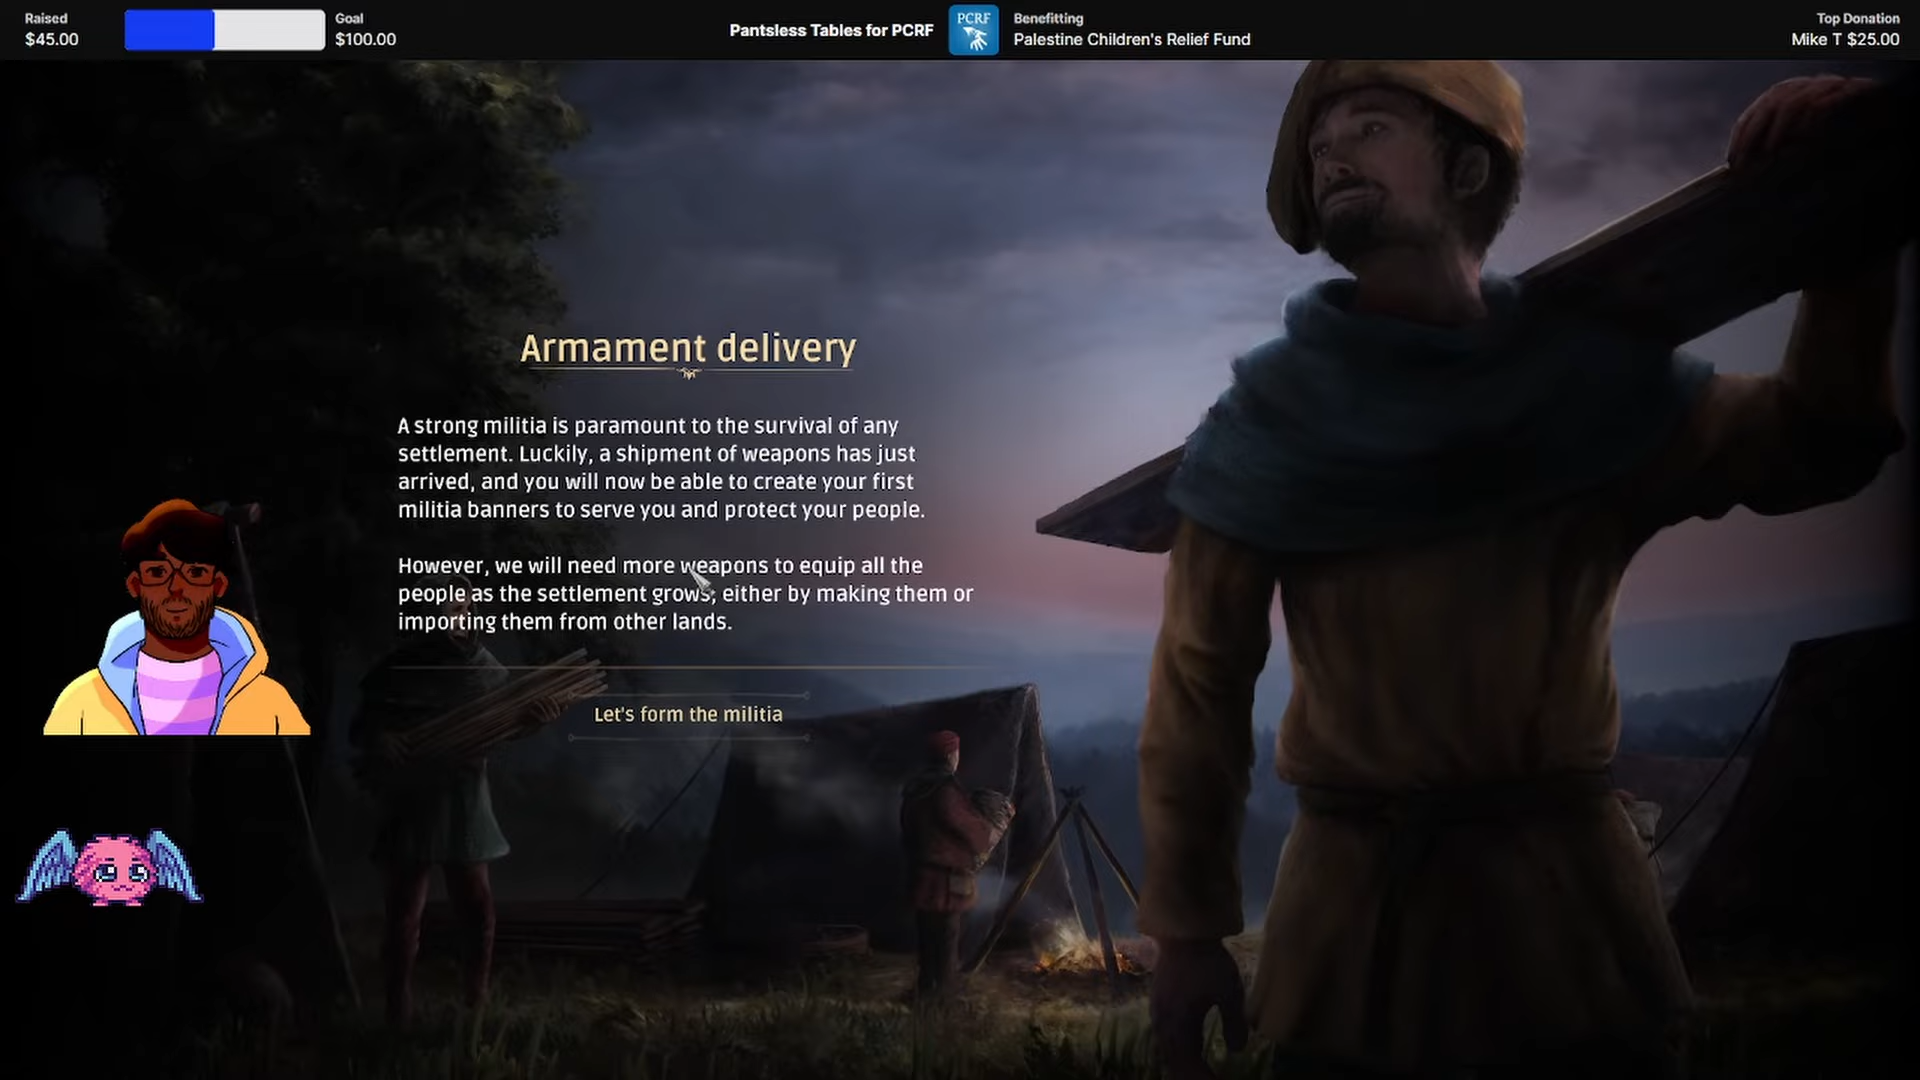 Raised
$45.00
Goal
$100.00
Pantsless Tables for PCRF
PCRF
Benefitting
Palestine Children's Relief Fund
Top Donation
Mike T $25.00
Armament delivery
A strong militia is paramount to the survival of any
settlement. Luckily, a shipment of weapons has just
arrived, and you will now be able to create your first
militia banners to serve you and protect your people.
However, we will need more weapons to equip all the
people as the settlement grows; either by making them or
importing them from other lands.
Let's form the militia